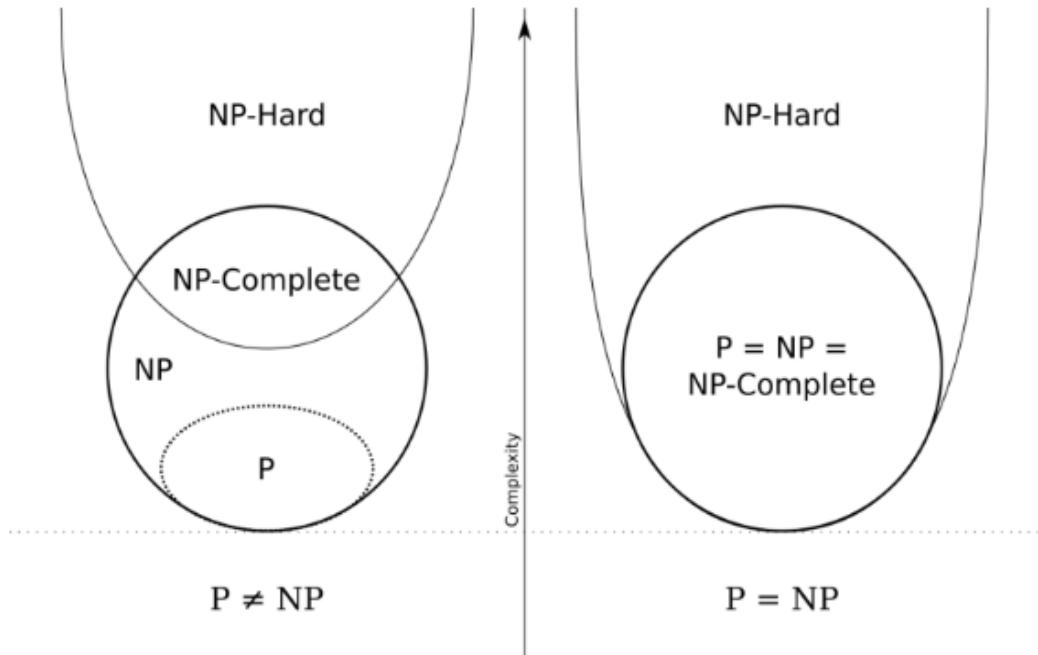 NP-Hard
NP-Complete
NP
P
P ≠ NP
Complexity
NP-Hard
P = NP =
NP-Complete
P = NP